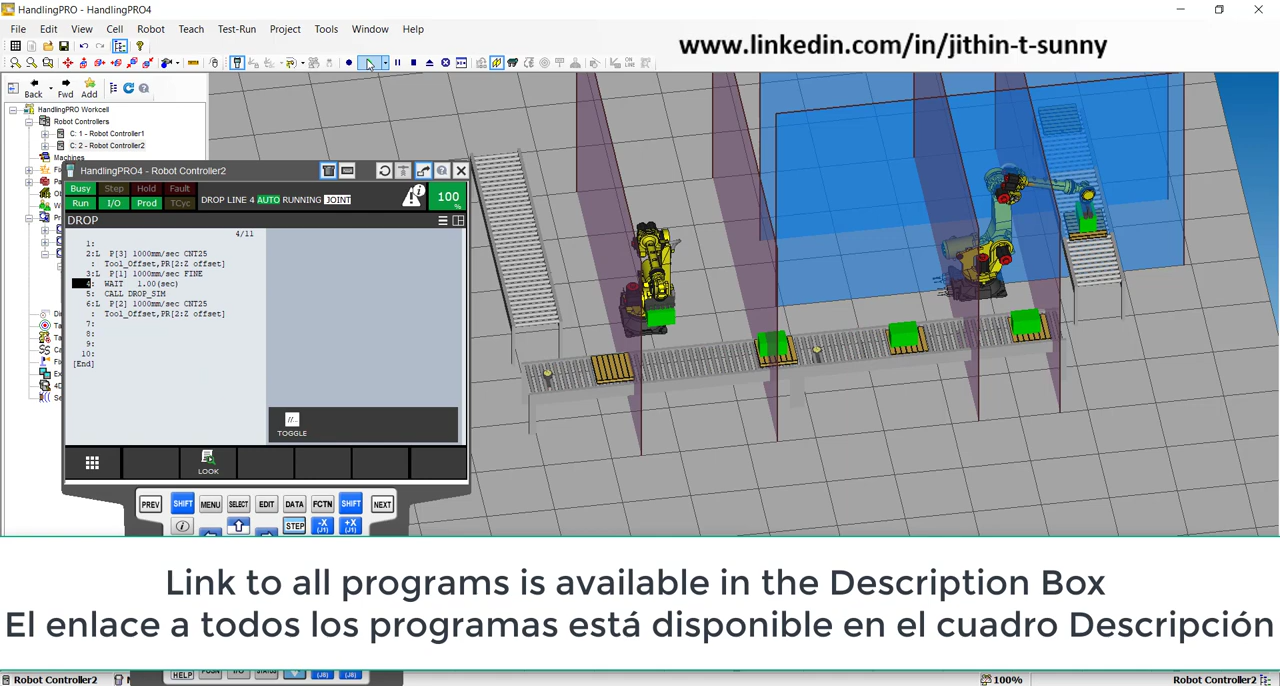 HandlingPRO - HandlingPRO4
File Edit View Cell Robot Teach Test-Run Project Tools Window Help
www.linkedin.com/in/jithin-t-sunny
Back Fwd Add
HandlingPRO Workcell
Robot Controllers
C: 1 - Robot Controller1
C: 2 - Robot Controller2
Machines
HandlingPRO4 - Robot Controller2
Busy Step Hold Fault
Run I/O Prod TCyc
DROP LINE 4 AUTO RUNNING JOINT
100
%
DROP
4/11
1:
2:L P[3] 1000mm/sec CNT25
: Tool_Offset,PR[2:Z offset]
3:L P[1] 1000mm/sec FINE
4: WAIT 1.00(sec)
5: CALL DROP_SIM
6:L P[2] 1000mm/sec CNT25
: Tool_Offset,PR[2:Z offset]
7:
8:
9:
10:
[End]
TOGGLE
LOOK
PREV SHIFT MENU SELECT EDIT DATA FCTN SHIFT NEXT
STEP -X (J1) +X (J1)
Link to all programs is available in the Description Box
El enlace a todos los programas está disponible en el cuadro Descripción
HELP
Robot Controller2
100%
Robot Controller2